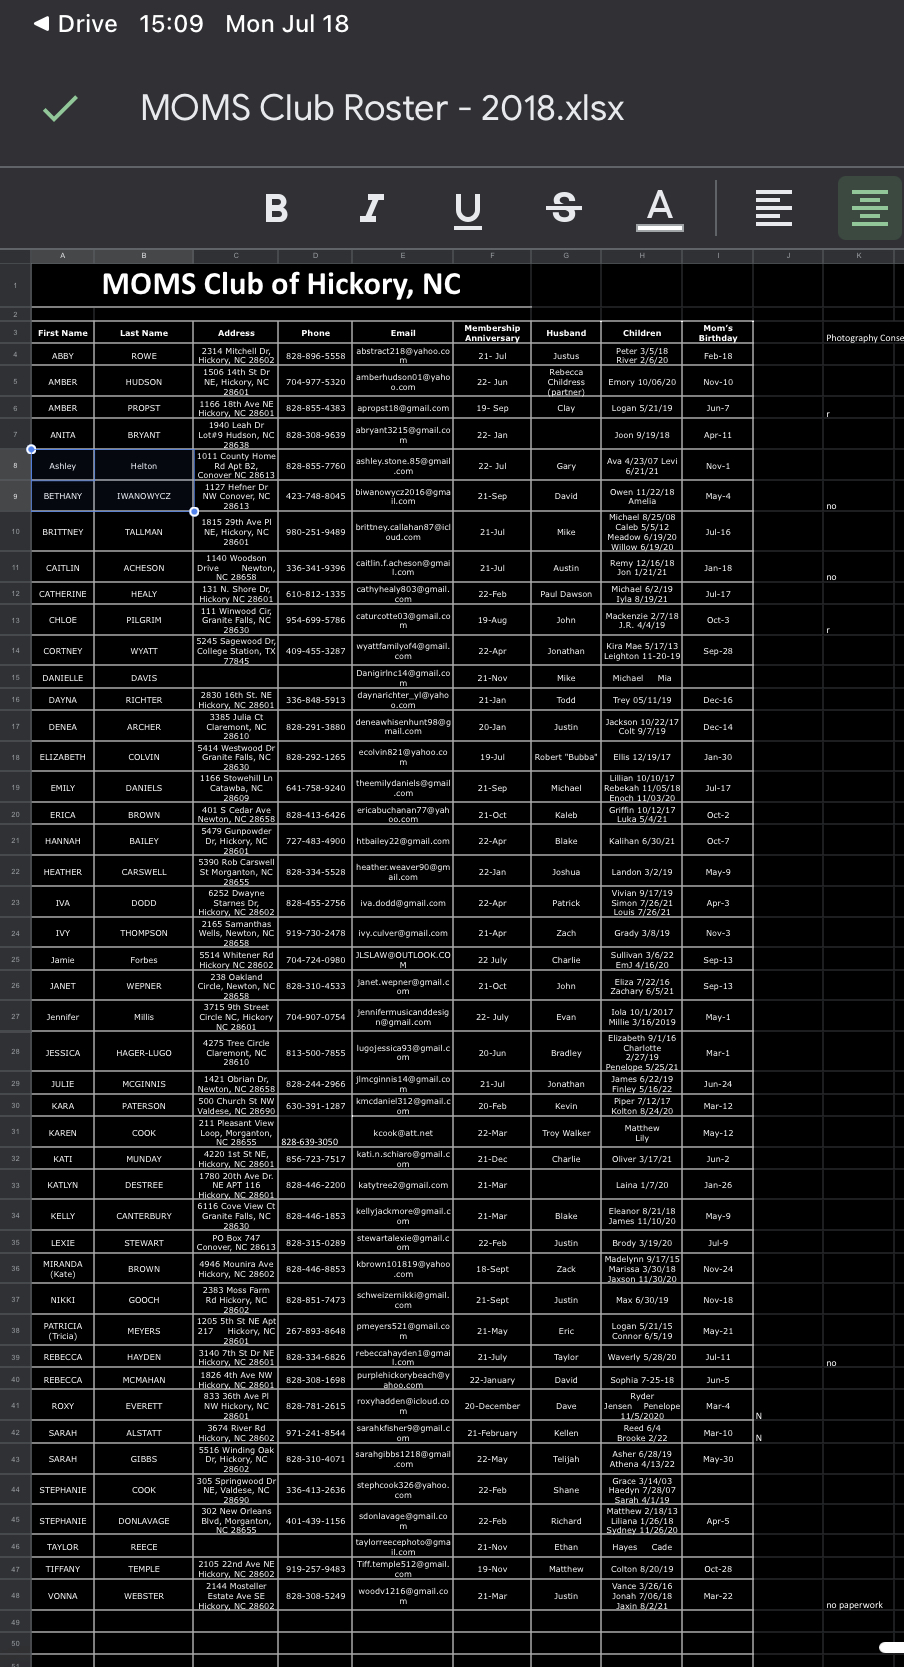 ◀ Drive 15:09 Mon Jul 18
MOMS Club Roster - 2018.xlsx
B I U S A
A B C D E F G H I J K
1 MOMS Club of Hickory, NC
2
3 First Name Last Name Address Phone Email Membership Anniversary Husband Children Mom's Birthday Photography Conse
4 ABBY ROWE 2314 Mitchell Dr, Hickory, NC 28602 828-896-5558 abstract218@yahoo.com 21- Jul Justus Peter 3/5/18 River 2/6/20 Feb-18
5 AMBER HUDSON 1506 14th St Dr NE, Hickory, NC 28601 704-977-5320 amberhudson01@yahoo.com 22- Jun Rebecca Childress (partner) Emory 10/06/20 Nov-10
6 AMBER PROPST 1166 18th Ave NE Hickory, NC 28601 828-855-4383 apropst18@gmail.com 19- Sep Clay Logan 5/21/19 Jun-7 r
7 ANITA BRYANT 1940 Leah Dr Lot#9 Hudson, NC 28638 828-308-9639 abryant3215@gmail.com 22- Jan Joon 9/19/18 Apr-11
8 Ashley Helton 1011 County Home Rd Apt B2, Conover NC 28613 828-855-7760 ashley.stone.85@gmail.com 22- Jul Gary Ava 4/23/07 Levi 6/21/21 Nov-1
9 BETHANY IWANOWYCZ 1127 Hefner Dr NW Conover, NC 28613 423-748-8045 biwanowycz2016@gmail.com 21-Sep David Owen 11/22/18 Amelia May-4 no
10 BRITTNEY TALLMAN 1815 29th Ave Pl NE, Hickory, NC 28601 980-251-9489 brittney.callahan87@icloud.com 21-Jul Mike Michael 8/25/08 Caleb 5/5/12 Meadow 6/19/20 Willow 6/19/20 Jul-16
11 CAITLIN ACHESON 1140 Woodson Drive Newton, NC 28658 336-341-9396 caitlin.f.acheson@gmail.com 21-Jul Austin Remy 12/16/18 Jon 1/21/21 Jan-18 no
12 CATHERINE HEALY 131 N. Shore Dr, Hickory NC 28601 610-812-1335 cathyhealy803@gmail.com 22-Feb Paul Dawson Michael 6/2/19 Iyla 8/19/21 Jul-17
13 CHLOE PILGRIM 111 Winwood Cir, Granite Falls, NC 28630 954-699-5786 caturcotte03@gmail.com 19-Aug John Mackenzie 2/7/18 J.R. 4/4/19 Oct-3 r
14 CORTNEY WYATT 5245 Sagewood Dr, College Station, TX 77845 409-455-3287 wyattfamilyof4@gmail.com 22-Apr Jonathan Kira Mae 5/17/13 Leighton 11-20-19 Sep-28
15 DANIELLE DAVIS Danigirlnc14@gmail.com 21-Nov Mike Michael Mia
16 DAYNA RICHTER 2830 16th St. NE Hickory, NC 28601 336-848-5913 daynarichter_yl@yahoo.com 21-Jan Todd Trey 05/11/19 Dec-16
17 DENEA ARCHER 3385 Julia Ct Claremont, NC 28610 828-291-3880 deneawhisenhunt98@gmail.com 20-Jan Justin Jackson 10/22/17 Colt 9/7/19 Dec-14
18 ELIZABETH COLVIN 5414 Westwood Dr Granite Falls, NC 28630 828-292-1265 ecolvin821@yahoo.com 19-Jul Robert "Bubba" Ellis 12/19/19 Jan-30
19 EMILY DANIELS 1166 Stowehill Ln Catawba, NC 28609 641-758-9240 theemilydaniels@gmail.com 21-Sep Michael Lillian 10/10/17 Rebekah 11/05/18 Enoch 11/03/20 Jul-17
20 ERICA BROWN 401 S Cedar Ave Newton, NC 28658 828-413-6426 ericabuchanan77@yahoo.com 21-Oct Kaleb Griffin 10/12/17 Luka 5/4/21 Oct-2
21 HANNAH BAILEY 5479 Gunpowder Dr, Hickory, NC 28601 727-483-4900 htbailey22@gmail.com 22-Apr Blake Kalihan 6/30/21 Oct-7
22 HEATHER CARSWELL 5390 Rob Carswell St Morganton, NC 28655 828-334-5528 heather.weaver90@gmail.com 22-Jan Joshua Landon 3/2/19 May-9
23 IVA DODD 6252 Dwayne Starnes Dr, Hickory, NC 28602 828-455-2756 iva.dodd@gmail.com 22-Apr Patrick Vivian 9/17/19 Simon 7/26/21 Louis 7/26/21 Apr-3
24 IVY THOMPSON 2165 Samanthas Wells, Newton, NC 28658 919-730-2478 ivy.culver@gmail.com 21-Apr Zach Grady 3/8/19 Nov-3
25 Jamie Forbes 5514 Whitener Rd Hickory NC 28602 704-724-0980 JLSLAW@OUTLOOK.COM 22 July Charlie Sullivan 3/6/22 EmJ 4/16/20 Sep-13
26 JANET WEPNER 238 Oakland Circle, Newton, NC 28658 828-310-4533 janet.wepner@gmail.com 21-Oct John Eliza 7/22/16 Zachary 6/5/21 Sep-13
27 Jennifer Millis 3715 9th Street Circle NC, Hickory NC 28601 704-907-0754 jennifermusicanddesign@gmail.com 22- July Evan Iola 10/1/2017 Millie 3/16/2019 May-1
28 JESSICA HAGER-LUGO 4275 Tree Circle Claremont, NC 28610 813-500-7855 lugojessica93@gmail.com 20-Jun Bradley Elizabeth 9/1/16 Charlotte 2/27/19 Penelope 5/25/21 Mar-1
29 JULIE MCGINNIS 1421 Obrian Dr, Newton, NC 28658 828-244-2966 jlmcginnis14@gmail.com 21-Jul Jonathan James 6/22/19 Finley 5/16/22 Jun-24
30 KARA PATERSON 500 Church St NW Valdese, NC 28690 630-391-1287 kmcdaniel312@gmail.com 20-Feb Kevin Piper 7/12/17 Kolton 8/24/20 Mar-12
31 KAREN COOK 211 Pleasant View Loop, Morganton, NC 28655 828-639-3050 kcook@att.net 22-Mar Troy Walker Matthew Lily May-12
32 KATI MUNDAY 4220 1st St NE, Hickory, NC 28601 856-723-7517 kati.n.schiaro@gmail.com 21-Dec Charlie Oliver 3/17/21 Jun-2
33 KATLYN DESTREE 1780 20th Ave Dr. NE APT 116 Hickory, NC 28601 828-446-2200 katytree2@gmail.com 21-Mar Laina 1/7/20 Jan-26
34 KELLY CANTERBURY 6116 Cove View Ct Granite Falls, NC 28630 828-446-1853 kellyjackmore@gmail.com 21-Mar Blake Eleanor 8/21/18 James 11/10/20 May-9
35 LEXIE STEWART PO Box 747 Conover, NC 28613 828-315-0289 stewartalexie@gmail.com 22-Feb Justin Brody 3/19/20 Jul-9
36 MIRANDA (Kate) BROWN 4946 Mounira Ave Hickory, NC 28602 828-446-8853 kbrown101819@yahoo.com 18-Sept Zack Madelynn 9/17/15 Marissa 3/30/18 Jaxson 11/30/20 Nov-24
37 NIKKI GOOCH 2383 Moss Farm Rd Hickory, NC 28602 828-851-7473 schweizernikki@gmail.com 21-Sept Justin Max 6/30/19 Nov-18
38 PATRICIA (Tricia) MEYERS 1205 5th St NE Apt 217 Hickory, NC 28601 267-893-8648 pmeyers521@gmail.com 21-May Eric Logan 5/21/15 Connor 6/5/19 May-21
39 REBECCA HAYDEN 3140 7th St Dr NE Hickory, NC 28601 828-334-6826 rebeccahayden1@gmail.com 21-July Taylor Waverly 5/28/20 Jul-11 no
40 REBECCA MCMAHAN 1826 4th Ave NW Hickory, NC 28601 828-308-1698 purplehickorybeach@yahoo.com 22-January David Sophia 7-25-18 Jun-5
41 ROXY EVERETT 833 36th Ave Pl NW Hickory, NC 28601 828-781-2615 roxyhadden@icloud.com 20-December Dave Ryder Jensen Penelope 11/5/2020 Mar-4 N
42 SARAH ALSTATT 3674 River Rd Hickory, NC 28602 971-241-8544 sarahkfisher9@gmail.com 21-February Kellen Reed 6/4 Brooke 2/22 Mar-10 N
43 SARAH GIBBS 5516 Winding Oak Dr, Hickory, NC 28602 828-310-4071 sarahgibbs1218@gmail.com 22-May Telijah Asher 6/28/19 Athena 4/13/22 May-30
44 STEPHANIE COOK 305 Springwood Dr NE, Valdese, NC 28690 336-413-2636 stephcook326@yahoo.com 22-Feb Shane Grace 3/14/03 Haedyn 7/28/07 Sarah 4/1/19
45 STEPHANIE DONLAVAGE 302 New Orleans Blvd, Morganton, NC 28655 401-439-1156 sdonlavage@gmail.com 22-Feb Richard Matthew 2/18/13 Liliana 1/26/18 Sydney 11/26/20 Apr-5
46 TAYLOR REECE taylorreecephoto@gmail.com 21-Nov Ethan Hayes Cade
47 TIFFANY TEMPLE 2105 22nd Ave NE Hickory, NC 28601 919-257-9483 Tiff.temple512@gmail.com 19-Nov Matthew Colton 8/20/19 Oct-28
48 VONNA WEBSTER 2144 Mosteller Estate Ave SE Hickory, NC 28602 828-308-5249 woodv1216@gmail.com 21-Mar Justin Vance 3/26/16 Jonah 7/06/18 Jaxin 8/2/21 Mar-22 no paperwork
49
50
51